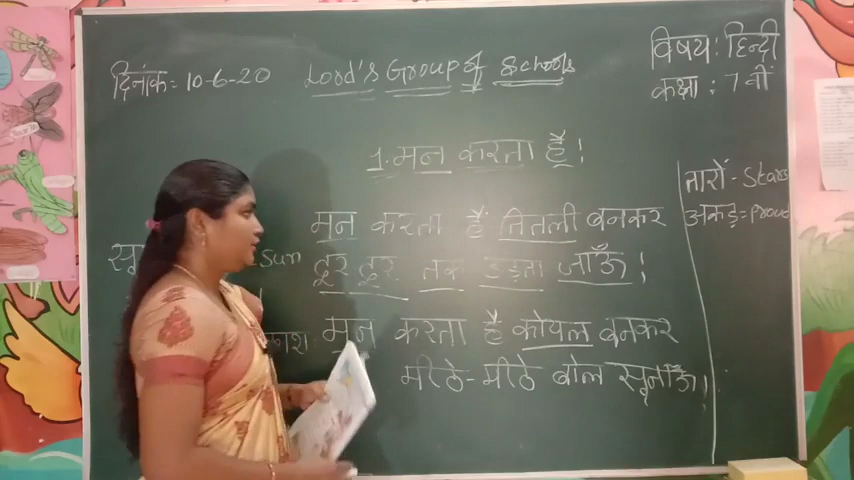 दिनांक= 10-6-20
Lord's Group of Schools
विषय: हिन्दी
कक्षा : 7 वीं
1. मन करता हैं।
मन करता हैं तितली बनकर
दूर दूर तक उड़ता जाऊँ।
मन करता हैं कोयल बनकर
मीठे-मीठे बोल सूनाऊँ।
सू
Sun
काश:
तारों - Stars
अकड़ = Proud